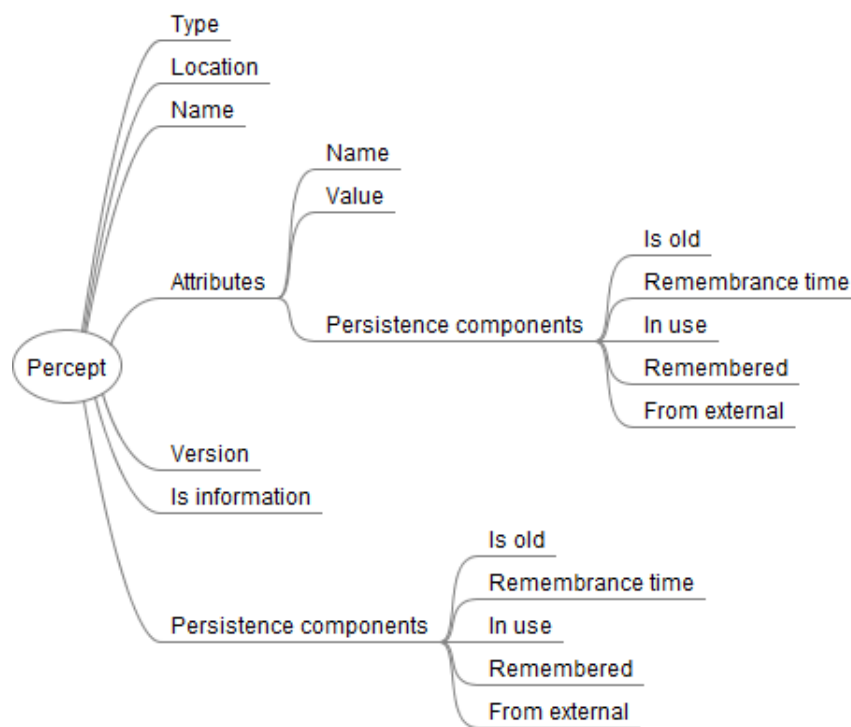 Type
Location
Name
Name
Value
Is old
Attributes
Remembrance time
Persistence components
In use
Percept
Remembered
From external
Version
Is information
Is old
Remembrance time
Persistence components
In use
Remembered
From external